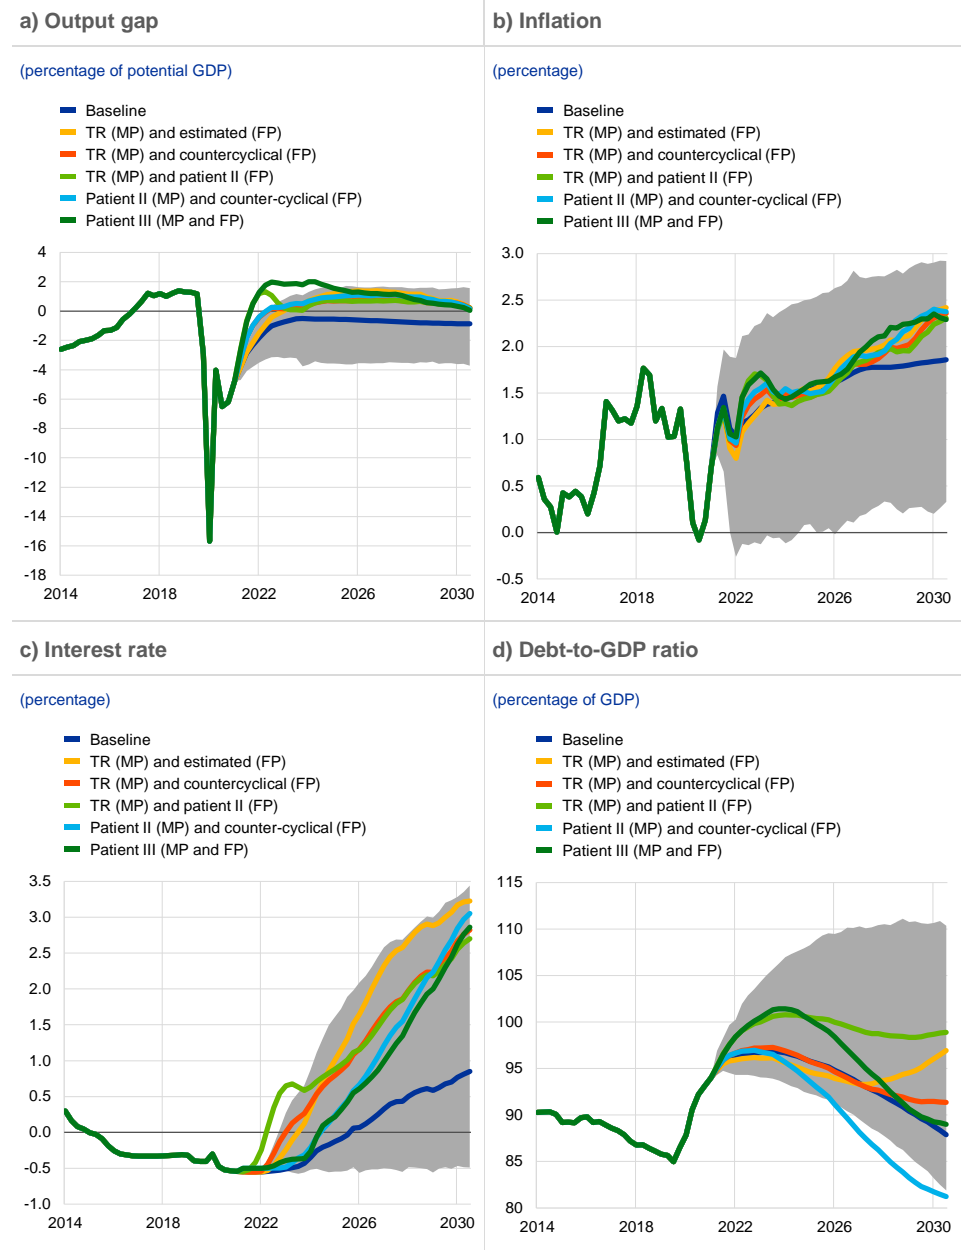 a) Output gap
(percentage of potential GDP)
Baseline
TR (MP) and estimated (FP)
TR (MP) and countercyclical (FP)
TR (MP) and patient II (FP)
Patient II (MP) and counter-cyclical (FP)
Patient III (MP and FP)
4
2
0
-2
-4
-6
-8
-10
-12
-14
-16
-18
2014 2018 2022 2026 2030
b) Inflation
(percentage)
Baseline
TR (MP) and estimated (FP)
TR (MP) and countercyclical (FP)
TR (MP) and patient II (FP)
Patient II (MP) and counter-cyclical (FP)
Patient III (MP and FP)
3.0
2.5
2.0
1.5
1.0
0.5
0.0
-0.5
2014 2018 2022 2026 2030
c) Interest rate
(percentage)
Baseline
TR (MP) and estimated (FP)
TR (MP) and countercyclical (FP)
TR (MP) and patient II (FP)
Patient II (MP) and counter-cyclical (FP)
Patient III (MP and FP)
3.5
3.0
2.5
2.0
1.5
1.0
0.5
0.0
-0.5
-1.0
2014 2018 2022 2026 2030
d) Debt-to-GDP ratio
(percentage of GDP)
Baseline
TR (MP) and estimated (FP)
TR (MP) and countercyclical (FP)
TR (MP) and patient II (FP)
Patient II (MP) and counter-cyclical (FP)
Patient III (MP and FP)
115
110
105
100
95
90
85
80
2014 2018 2022 2026 2030